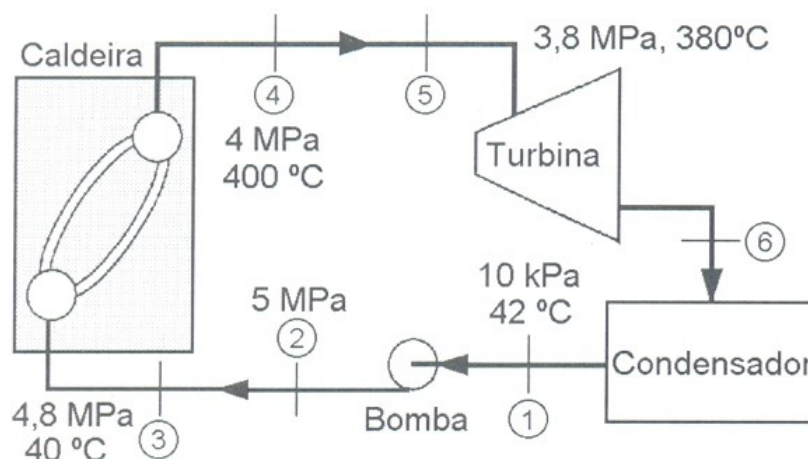 Caldeira
3,8 MPa, 380ºC
4
5
4 MPa
400 ºC
Turbina
6
10 kPa
42 ºC
5 MPa
2
Condensador
4,8 MPa
40 ºC
3
Bomba
1